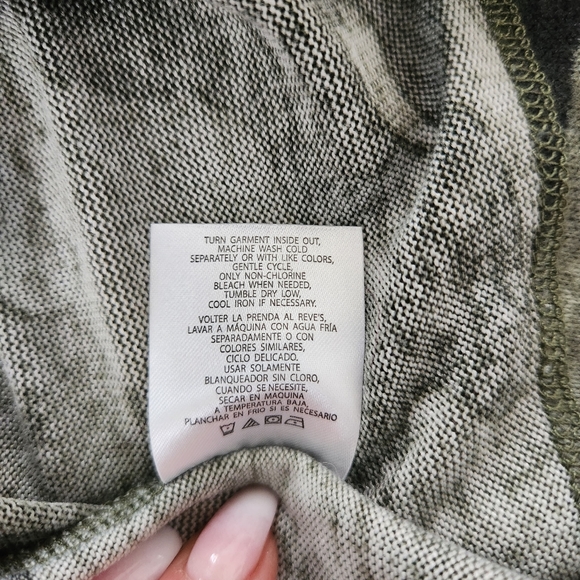 TURN GARMENT INSIDE OUT,
MACHINE WASH COLD
SEPARATELY OR WITH LIKE COLORS,
GENTLE CYCLE,
ONLY NON-CHLORINE
BLEACH WHEN NEEDED,
TUMBLE DRY LOW,
COOL IRON IF NECESSARY.
VOLTER LA PRENDA AL REVE'S,
LAVAR A MÁQUINA CON AGUA FRÍA
SEPARADAMENTE O CON
COLORES SIMILARES,
CICLO DELICADO.
USAR SOLAMENTE
BLANQUEADOR SIN CLORO,
CUANDO SE NECESITE,
SECAR EN MAQUINA
A TEMPERATURA BAJA,
PLANCHAR EN FRIO SI ES NECESARIO